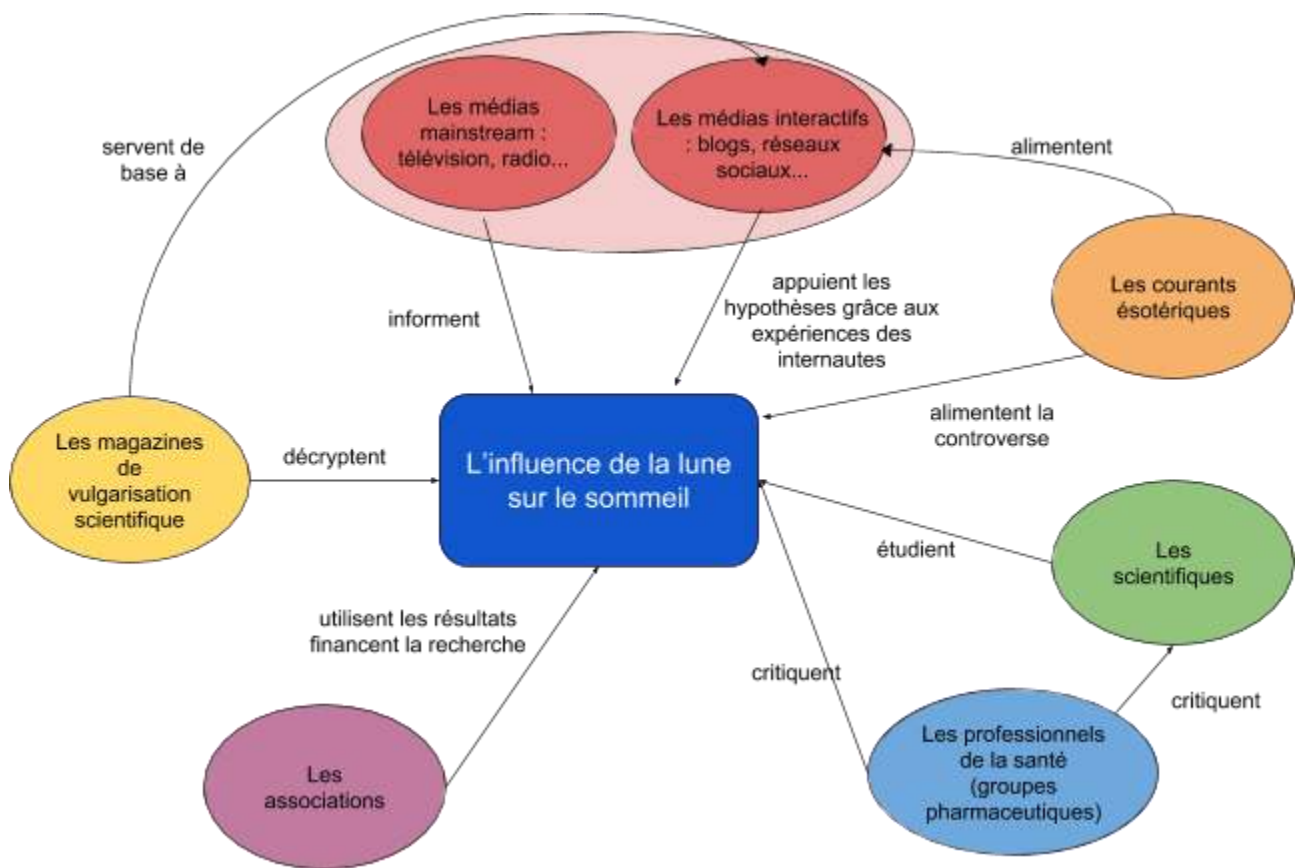 Les médias
mainstream :
télévision, radio...
Les médias interactifs
: blogs, réseaux
sociaux...
servent de
base à
alimentent
Les courants
ésotériques
informent
appuient les
hypothèses grâce aux
expériences des
internautes
alimentent la
controverse
Les magazines
de
vulgarisation
scientifique
décryptent
L'influence de la lune
sur le sommeil
étudient
Les
scientifiques
utilisent les résultats
financent la recherche
critiquent
critiquent
Les
associations
Les professionnels
de la santé
(groupes
pharmaceutiques)